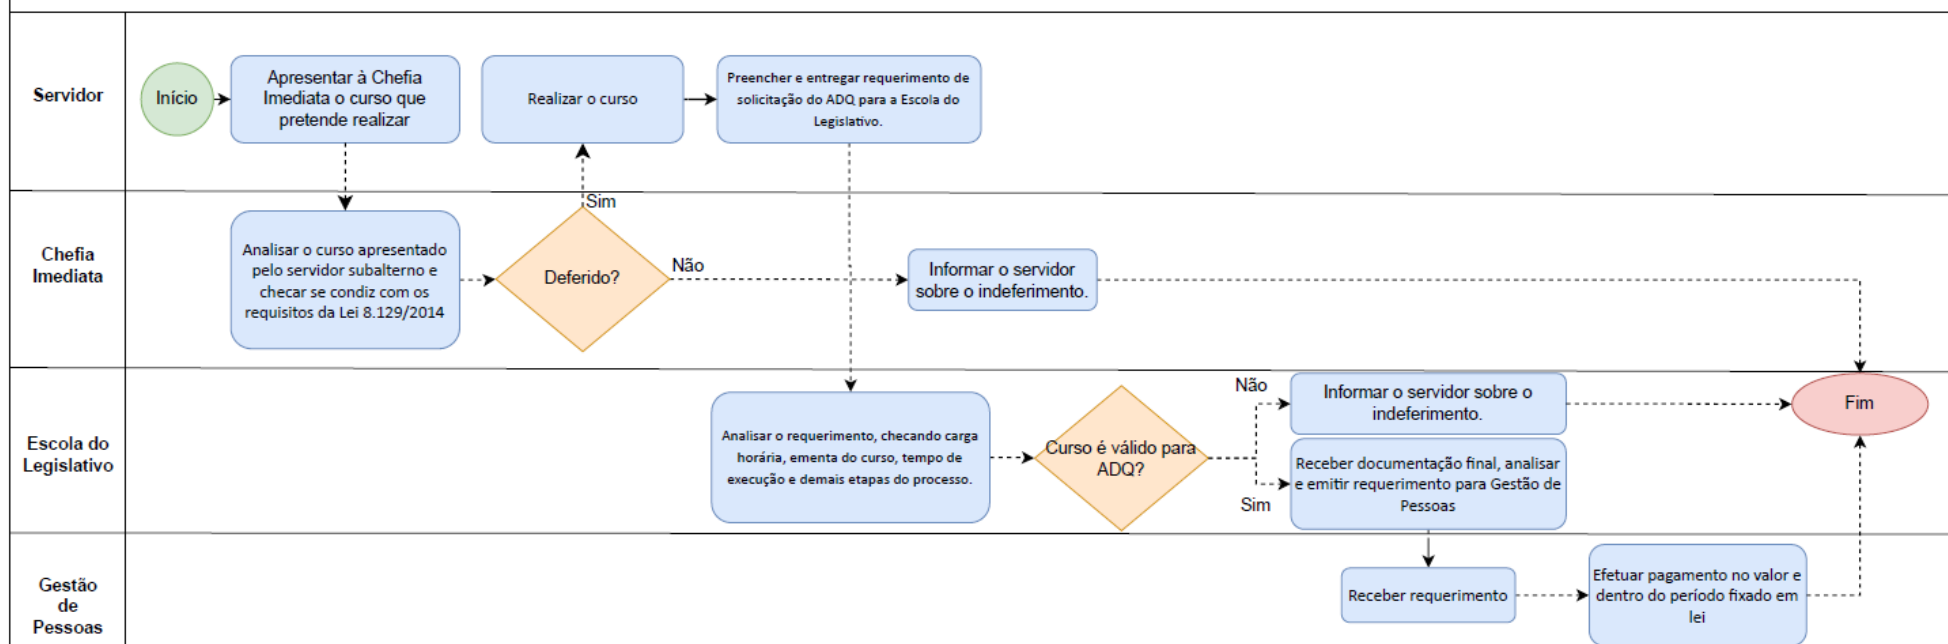 Servidor
Início
Apresentar à Chefia
Imediata o curso que
pretende realizar
Realizar o curso
Preencher e entregar requerimento de
solicitação do ADQ para a Escola do
Legislativo.
Chefia
Imediata
Analisar o curso apresentado
pelo servidor subalterno e
checar se condiz com os
requisitos da Lei 8.129/2014
Sim
Deferido?
Não
Informar o servidor
sobre o indeferimento.
Escola do
Legislativo
Analisar o requerimento, checando carga
horária, ementa do curso, tempo de
execução e demais etapas do processo.
Curso é válido para
ADQ?
Não
Informar o servidor sobre o
indeferimento.
Fim
Sim
Receber documentação final, analisar
e emitir requerimento para Gestão de
Pessoas
Gestão
de
Pessoas
Receber requerimento
Efetuar pagamento no valor e
dentro do período fixado em
lei